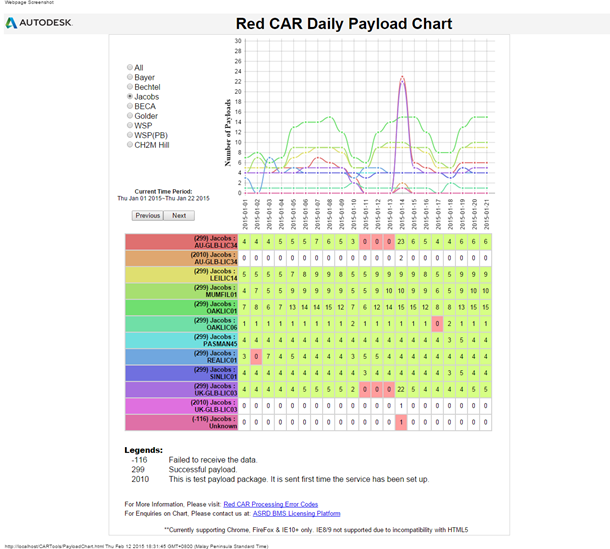 Webpage Screenshot
AUTODESK.
Red CAR Daily Payload Chart
All
Bayer
Bechtel
Jacobs
BECA
Golder
WSP
WSP(PB)
CH2M Hill
Current Time Period:
Thu Jan 01 2015~Thu Jan 22 2015
Previous Next
Number of Payloads
30
28
26
24
22
20
18
16
14
12
10
8
6
4
2
0
2015-01-01 2015-01-02 2015-01-03 2015-01-04 2015-01-05 2015-01-06 2015-01-07 2015-01-08 2015-01-09 2015-01-10 2015-01-11 2015-01-12 2015-01-13 2015-01-14 2015-01-15 2015-01-16 2015-01-17 2015-01-18 2015-01-19 2015-01-20 2015-01-21
(299) Jacobs :
AU-GLB-LIC34 4 4 4 5 5 5 7 6 5 3 0 0 0 23 6 5 4 4 6 6 6
(2010) Jacobs :
AU-GLB-LIC34 0 0 0 0 0 0 0 0 0 0 0 0 0 2 0 0 0 0 0 0 0
(299) Jacobs :
LEILIC14 5 5 5 5 7 8 9 9 8 5 5 5 8 9 9 8 5 9 9 9 9
(299) Jacobs :
MUMFIL01 4 7 5 5 9 9 9 9 9 5 5 9 10 10 9 9 6 5 9 10 10
(299) Jacobs :
OAKLIC01 7 8 6 7 13 14 14 15 12 7 6 12 14 15 15 12 8 8 13 15 15
(299) Jacobs :
OAKLIC06 1 1 1 1 1 1 1 1 1 2 1 1 1 1 1 1 0 2 1 1 1
(299) Jacobs :
PASMAN45 4 4 4 4 4 4 4 4 4 4 4 4 4 4 4 4 4 3 5 4 4
(299) Jacobs :
REALIC01 3 0 7 4 5 4 4 4 4 3 5 5 4 4 4 4 4 4 4 4 4
(299) Jacobs :
SINLIC01 4 4 4 4 4 4 4 4 4 4 3 4 4 4 4 4 4 3 5 4 4
(299) Jacobs :
UK-GLB-LIC03 4 4 4 4 4 5 5 5 5 2 0 0 0 22 5 4 4 4 4 5 5
(2010) Jacobs :
UK-GLB-LIC03 0 0 0 0 0 0 0 0 0 0 0 0 0 1 0 0 0 0 0 0 0
(-116) Jacobs :
Unknown 0 0 0 0 0 0 0 0 0 0 0 0 0 1 0 0 0 0 0 0 0
Legends:
-116 Failed to receive the data.
299 Successful payload.
2010 This is test payload package. It is sent first time the service has been set up.
For More Information, Please visit: Red CAR Processing Error Codes
For Enquiries on Chart, Please contact us at: ASRD BMS Licensing Platform
**Currently supporting Chrome, FireFox & IE10+ only. IE8/9 not supported due to incompatibility with HTML5
http://localhost/CARTools/PayloadChart.html Thu Feb 12 2015 16:31:45 GMT+0800 (Malay Peninsula Standard Time)